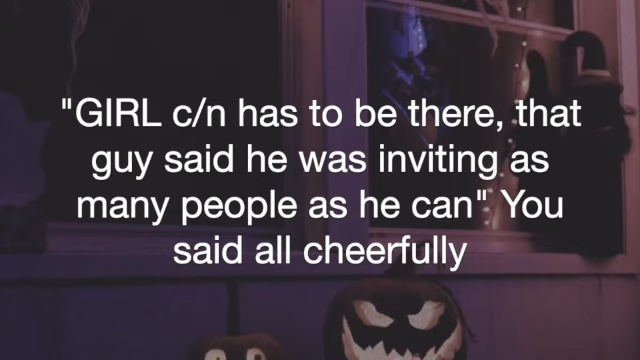 "GIRL c/n has to be there, that
guy said he was inviting as
many people as he can" You
said all cheerfully